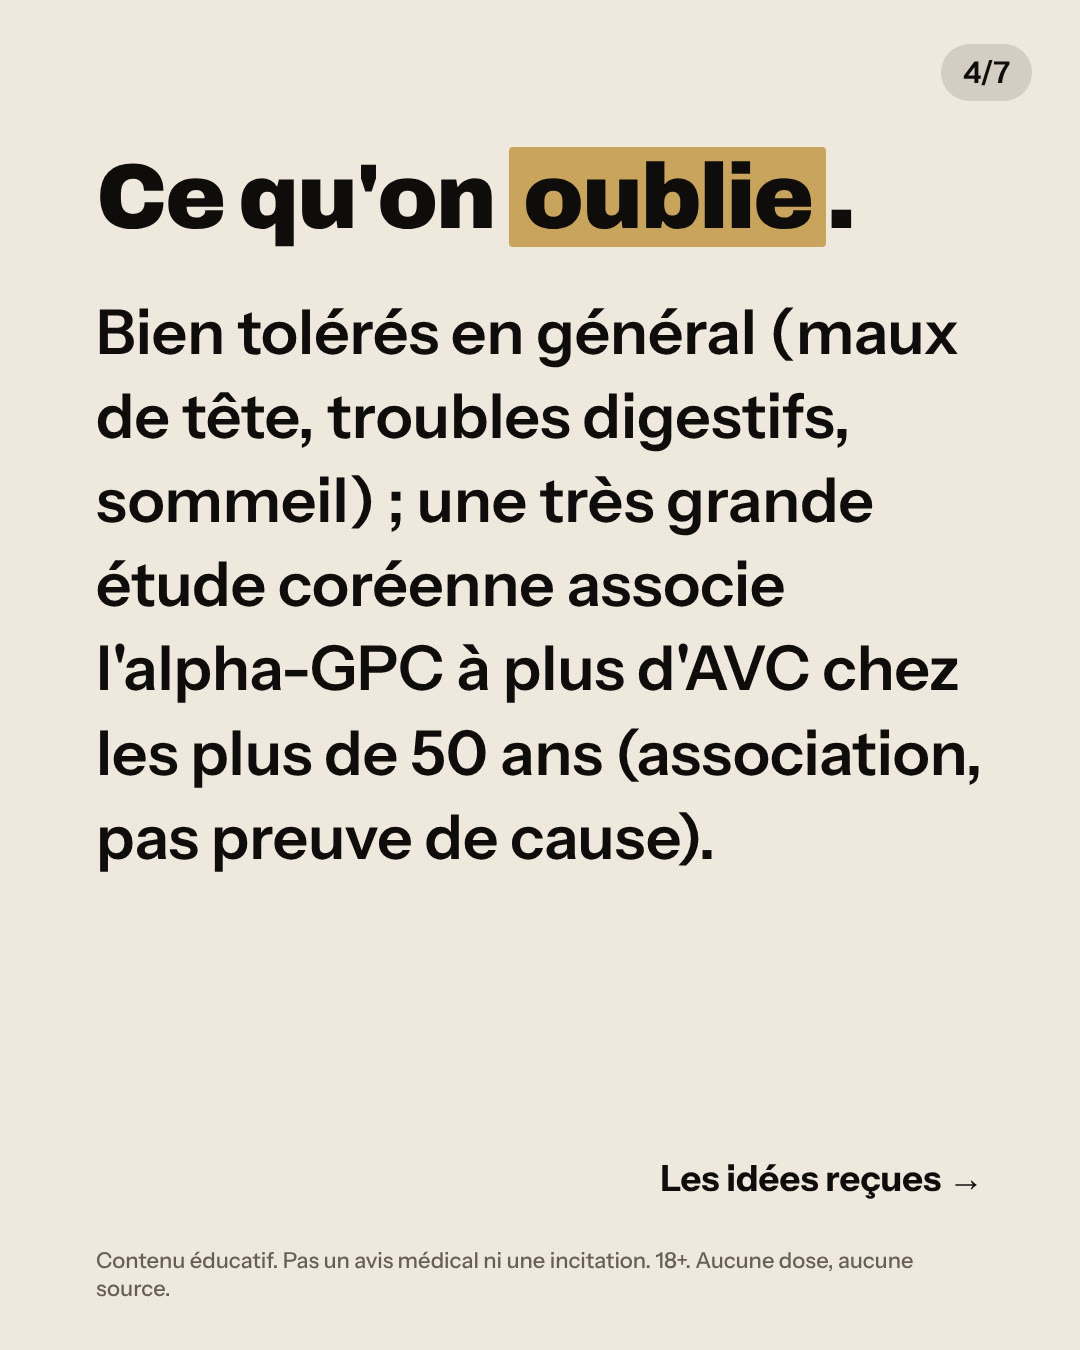 4/7
Ce qu'on oublie.
Bien tolérés en général (maux
de tête, troubles digestifs,
sommeil) ; une très grande
étude coréenne associe
l'alpha-GPC à plus d'AVC chez
les plus de 50 ans (association,
pas preuve de cause).
Les idées reçues →
Contenu éducatif. Pas un avis médical ni une incitation. 18+. Aucune dose, aucune
source.